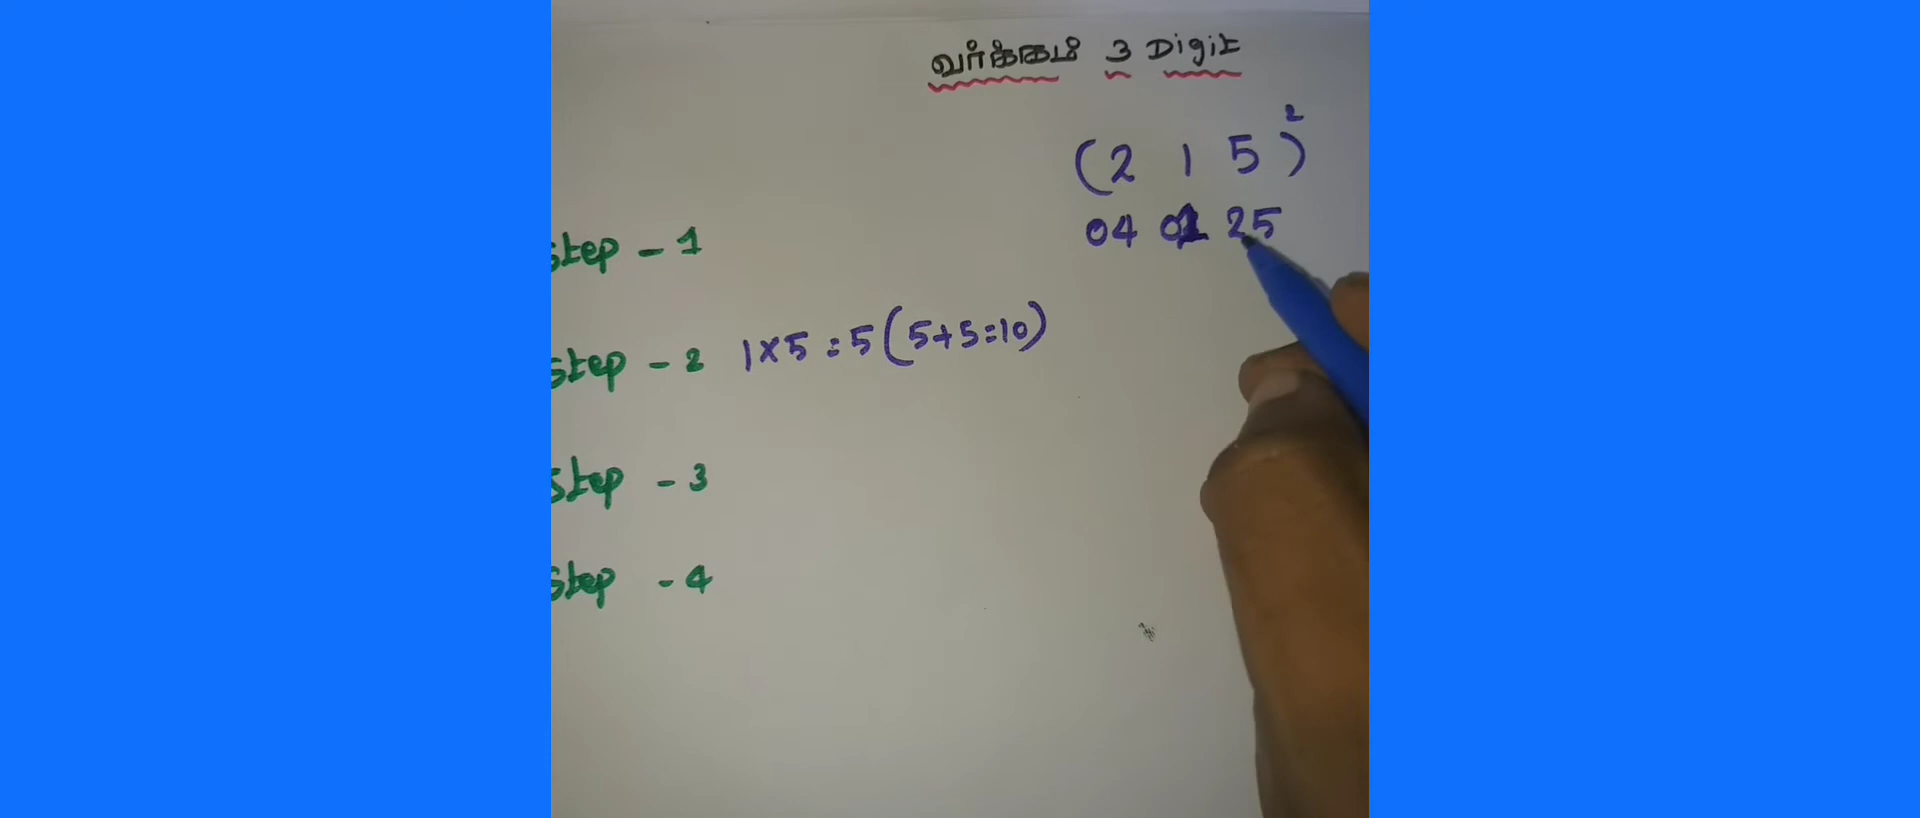 வர்க்கம் 3 Digit
(2 1 5)²
04 01 25
Step - 1
Step - 2 1×5=5(5+5=10)
Step - 3
Step - 4